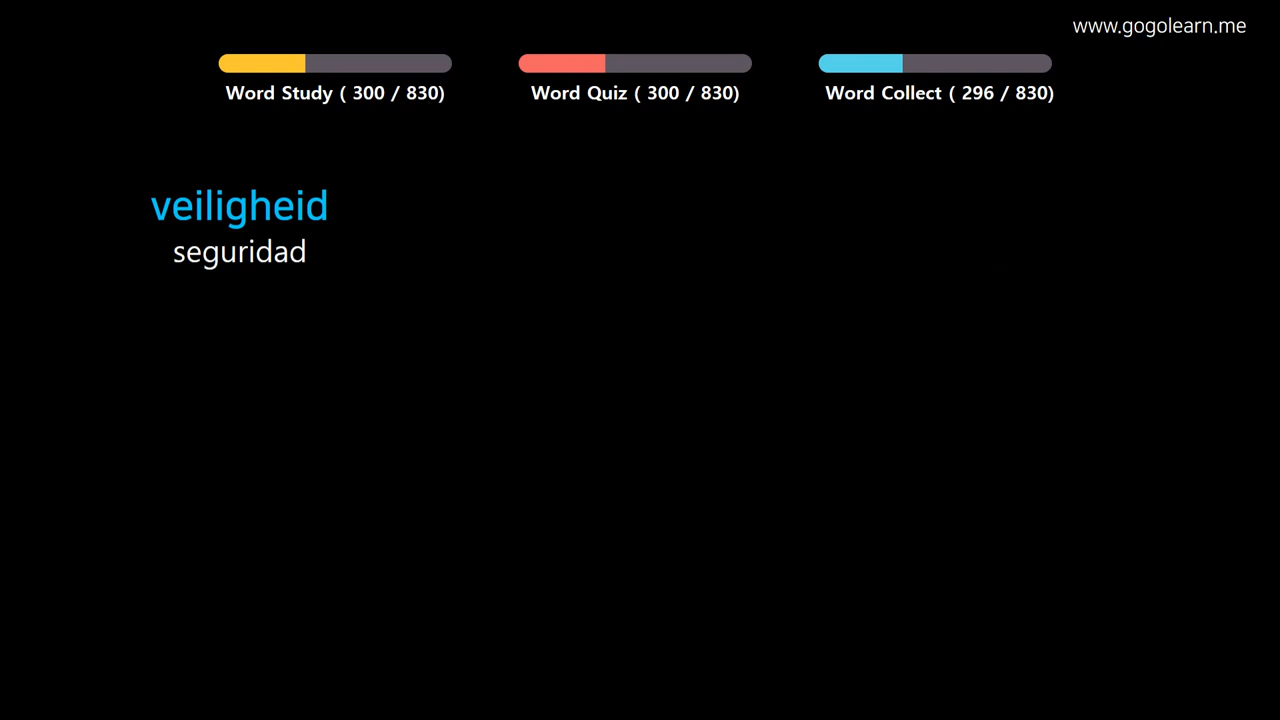 www.gogolearn.me
Word Study ( 300 / 830)
Word Quiz ( 300 / 830)
Word Collect ( 296 / 830)
veiligheid
seguridad